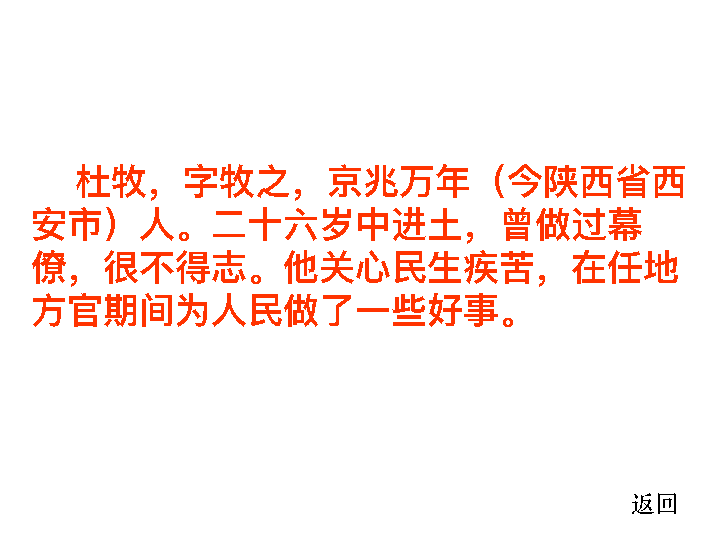 杜牧，字牧之，京兆万年（今陕西省西
安市）人。二十六岁中进土，曾做过幕
僚，很不得志。他关心民生疾苦，在任地
方官期间为人民做了一些好事。
返回